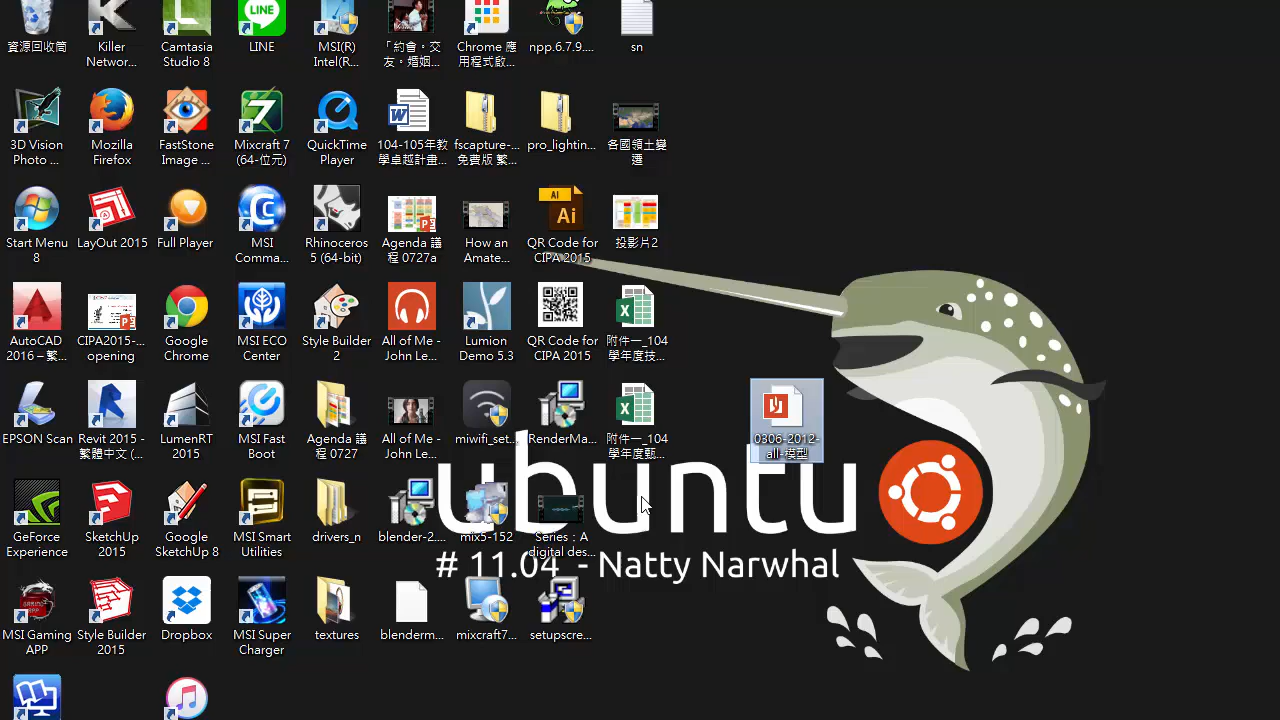 資源回收筒
Killer
Networ...
Camtasia
Studio 8
LINE
MSI(R)
Intel(R...
「約會。交
友。婚姻...
Chrome 應
用程式啟...
npp.6.7.9....
sn
3D Vision
Photo ...
Mozilla
Firefox
FastStone
Image ...
Mixcraft 7
(64-位元)
QuickTime
Player
104-105年教
學卓越計畫...
fscapture-...
免費版 繁...
pro_lightin...
各國領土變
遷
Start Menu
8
LayOut 2015
Full Player
MSI
Comma...
Rhinoceros
5 (64-bit)
Agenda 議
程 0727a
How an
Amate...
Ai
AI
QR Code for
CIPA 2015
投影片2
AutoCAD
2016 – 繁...
CIPA2015-...
opening
Google
Chrome
MSI ECO
Center
Style Builder
2
All of Me -
John Le...
Lumion
Demo 5.3
QR Code for
CIPA 2015
附件一_104
學年度技...
EPSON Scan
Revit 2015 -
繁體中文 (...
LumenRT
2015
MSI Fast
Boot
Agenda 議
程 0727
All of Me -
John Le...
miwifi_set...
RenderMa...
附件一_104
學年度甄...
0306-2012-
all-模型
GeForce
Experience
SketchUp
2015
Google
SketchUp 8
MSI Smart
Utilities
drivers_n
blender-2....
mix5-152
Series：A
digital des...
ubuntu
# 11.04 - Natty Narwhal
MSI Gaming
APP
Style Builder
2015
Dropbox
MSI Super
Charger
textures
blenderm...
mixcraft7...
setupscre...